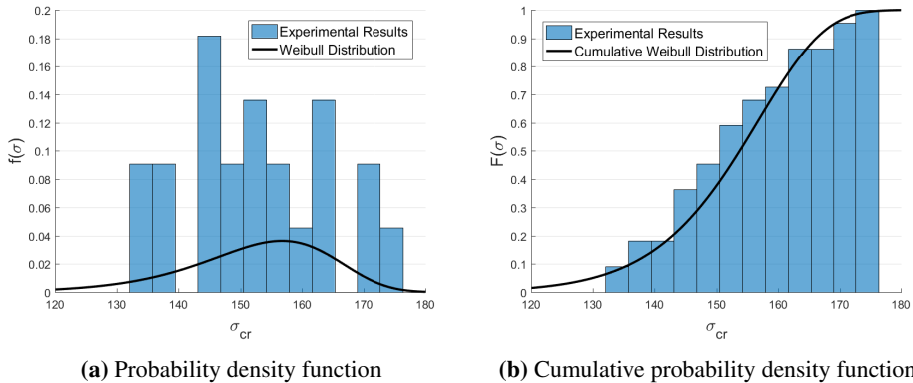 0.2
0.18
0.16
0.14
0.12
0.1
0.08
0.06
0.04
0.02
0
f(σ)
Experimental Results
Weibull Distribution
120 130 140 150 160 170 180
σcr
(a) Probability density function
1
0.9
0.8
0.7
0.6
0.5
0.4
0.3
0.2
0.1
0
F(σ)
Experimental Results
Cumulative Weibull Distribution
120 130 140 150 160 170 180
σcr
(b) Cumulative probability density function